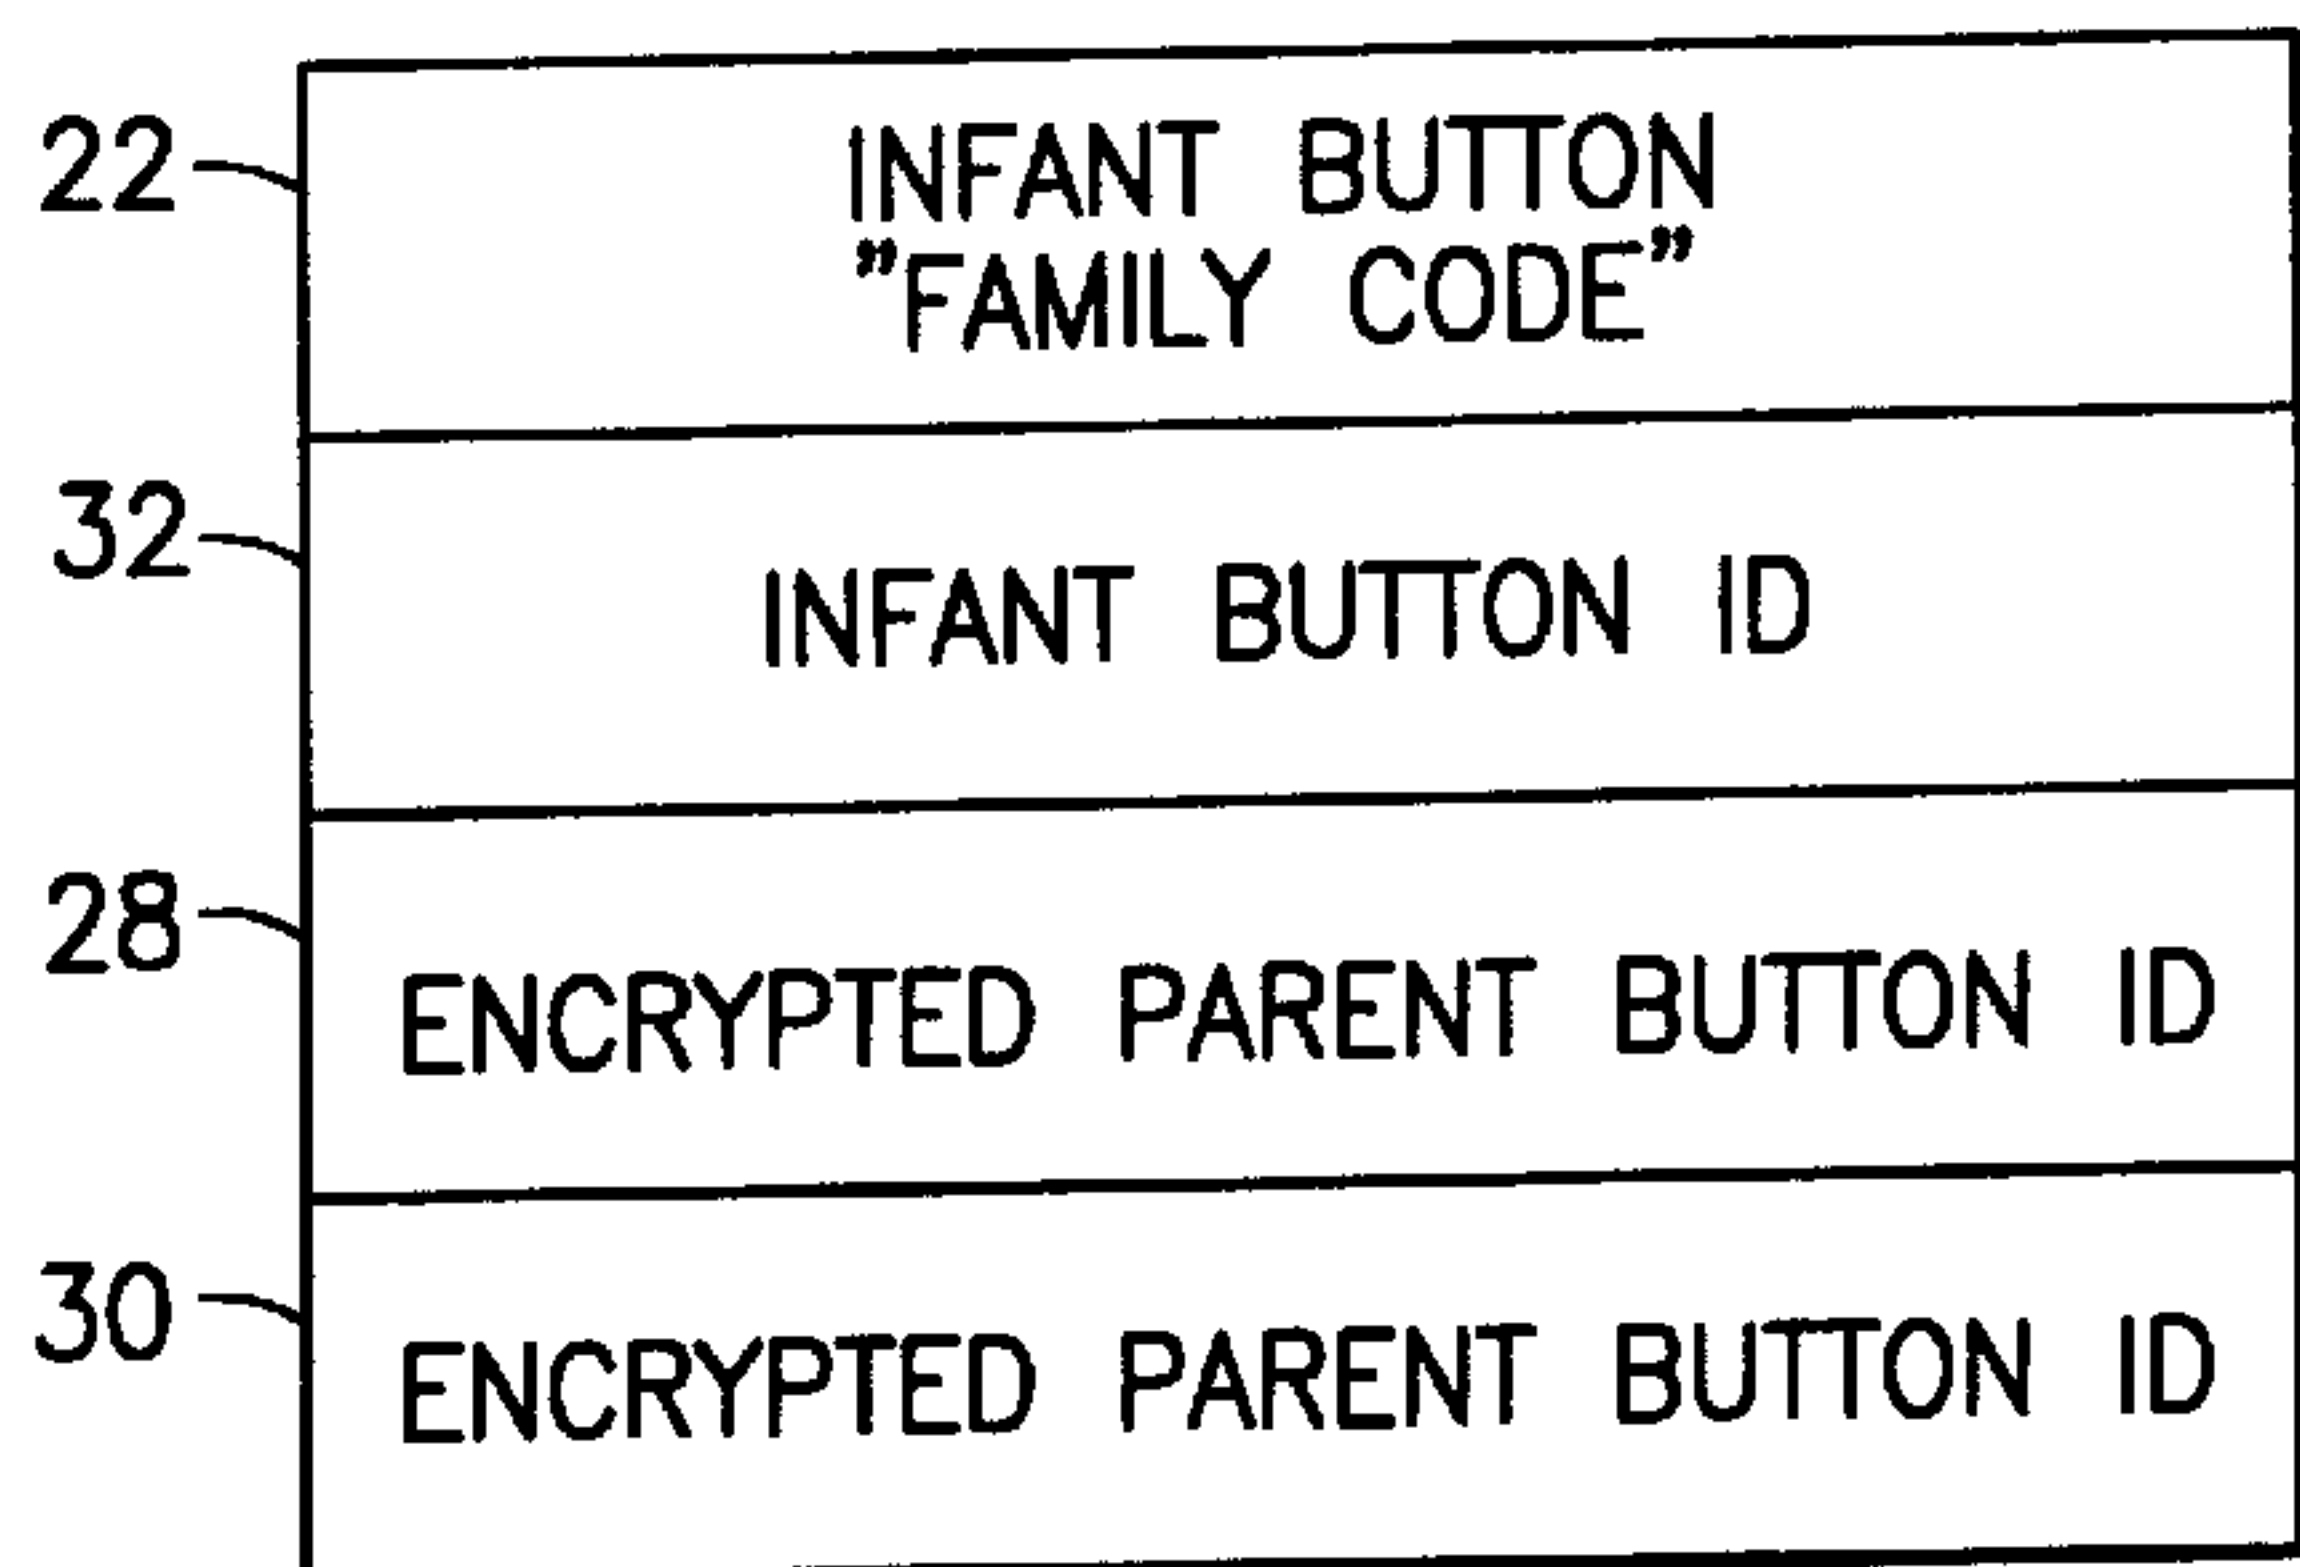 22
INFANT BUTTON
"FAMILY CODE"
32
INFANT BUTTON ID
28
ENCRYPTED PARENT BUTTON ID
30
ENCRYPTED PARENT BUTTON ID